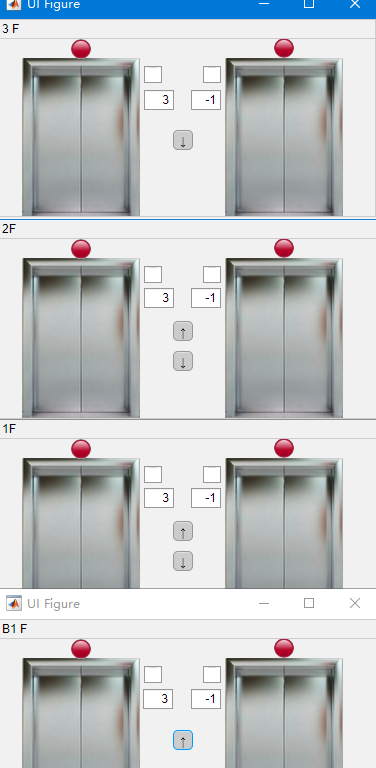 UI Figure
3 F
3 -1
↓
2F
3 -1
↑
↓
1F
3 -1
↑
↓
UI Figure
B1 F
3 -1
↑